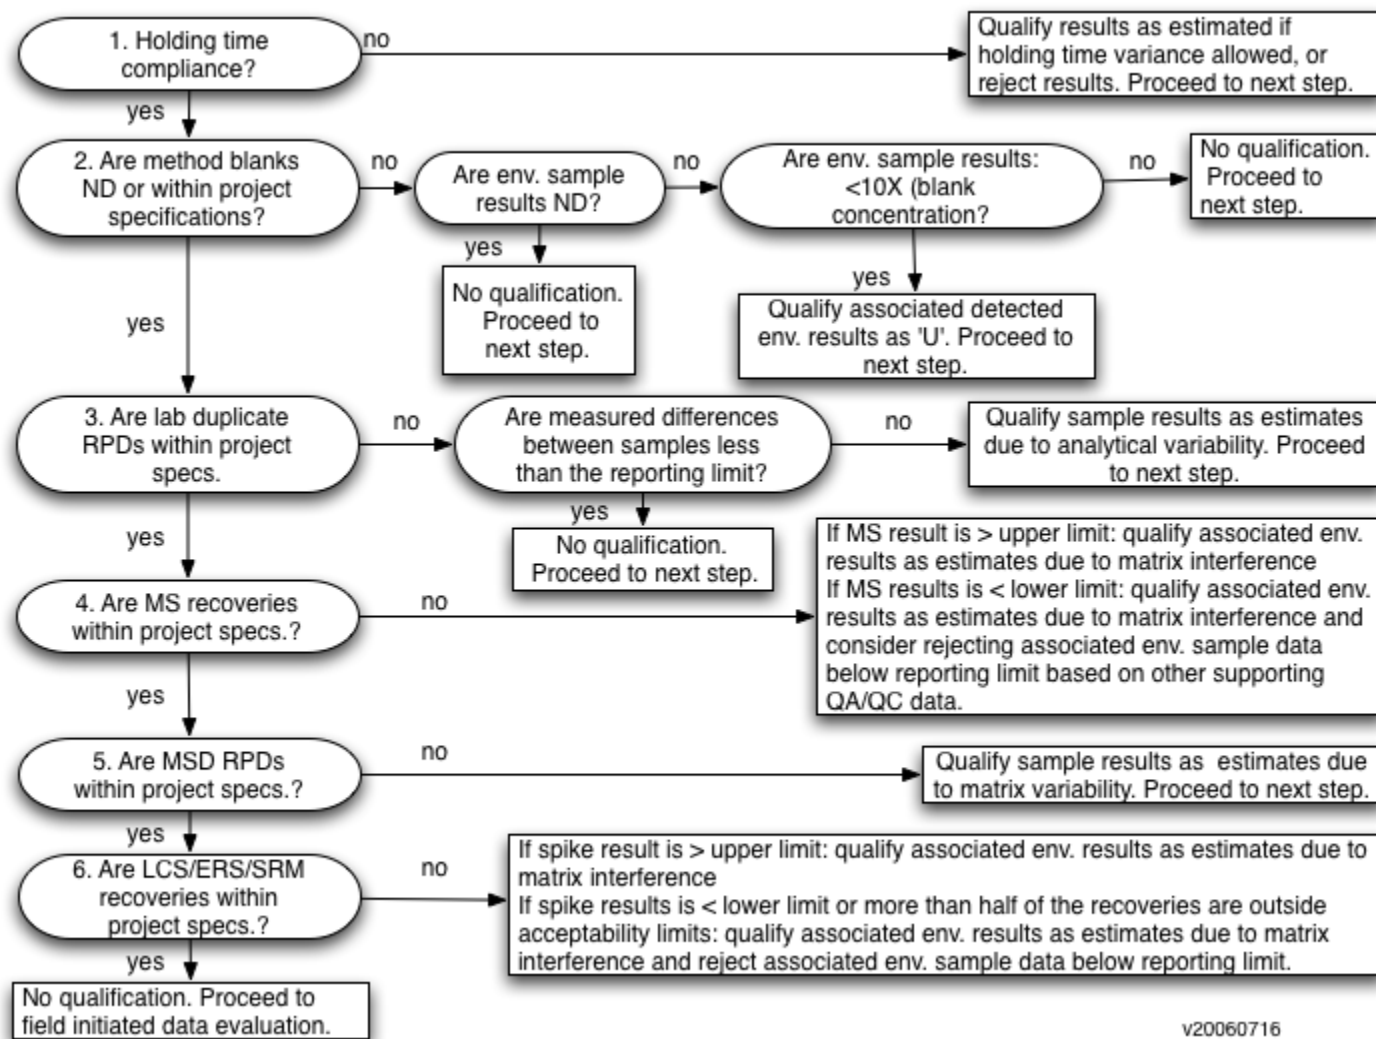 1. Holding time
compliance?
no
Qualify results as estimated if
holding time variance allowed, or
reject results. Proceed to next step.
yes
2. Are method blanks
ND or within project
specifications?
no
Are env. sample
results ND?
no
Are env. sample results:
<10X (blank
concentration?
no
No qualification.
Proceed to
next step.
yes
No qualification.
Proceed to
next step.
yes
Qualify associated detected
env. results as 'U'. Proceed to
next step.
yes
3. Are lab duplicate
RPDs within project
specs.
no
Are measured differences
between samples less
than the reporting limit?
no
Qualify sample results as estimates
due to analytical variability. Proceed
to next step.
yes
No qualification.
Proceed to next step.
yes
4. Are MS recoveries
within project specs.?
no
If MS result is > upper limit: qualify associated env.
results as estimates due to matrix interference
If MS results is < lower limit: qualify associated env.
results as estimates due to matrix interference and
consider rejecting associated env. sample data
below reporting limit based on other supporting
QA/QC data.
yes
5. Are MSD RPDs
within project specs.?
no
Qualify sample results as estimates due
to matrix variability. Proceed to next step.
yes
6. Are LCS/ERS/SRM
recoveries within
project specs.?
no
If spike result is > upper limit: qualify associated env. results as estimates due to
matrix interference
If spike results is < lower limit or more than half of the recoveries are outside
acceptability limits: qualify associated env. results as estimates due to matrix
interference and reject associated env. sample data below reporting limit.
yes
No qualification. Proceed to
field initiated data evaluation.
v20060716